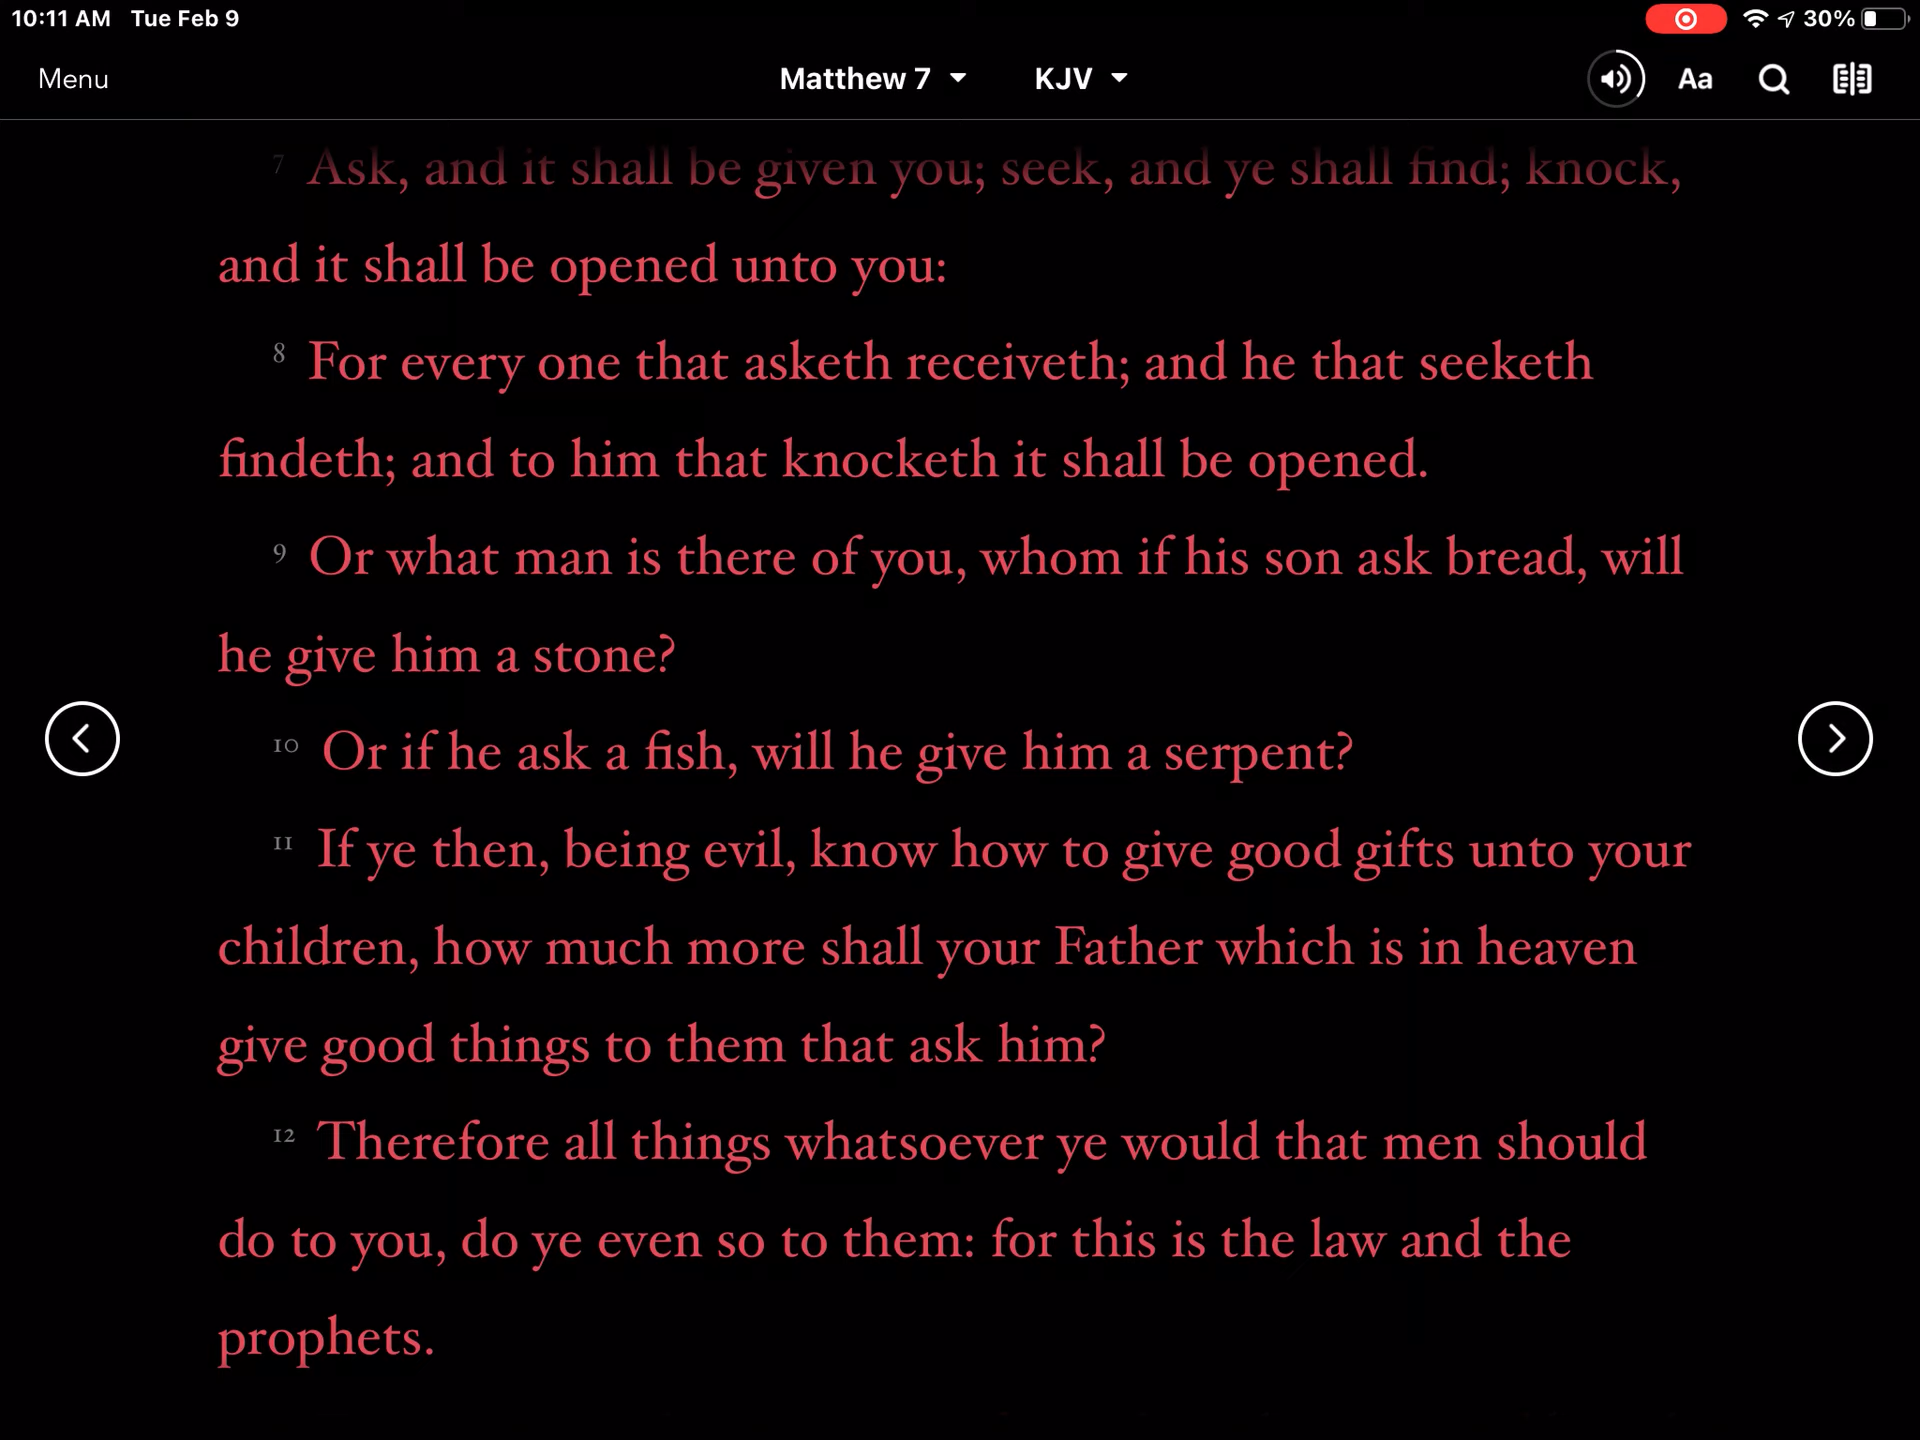 10:11 AM Tue Feb 9 30%
Menu Matthew 7 KJV Aa
7 Ask, and it shall be given you; seek, and ye shall find; knock,
and it shall be opened unto you:
8 For every one that asketh receiveth; and he that seeketh
findeth; and to him that knocketh it shall be opened.
9 Or what man is there of you, whom if his son ask bread, will
he give him a stone?
10 Or if he ask a fish, will he give him a serpent?
11 If ye then, being evil, know how to give good gifts unto your
children, how much more shall your Father which is in heaven
give good things to them that ask him?
12 Therefore all things whatsoever ye would that men should
do to you, do ye even so to them: for this is the law and the
prophets.